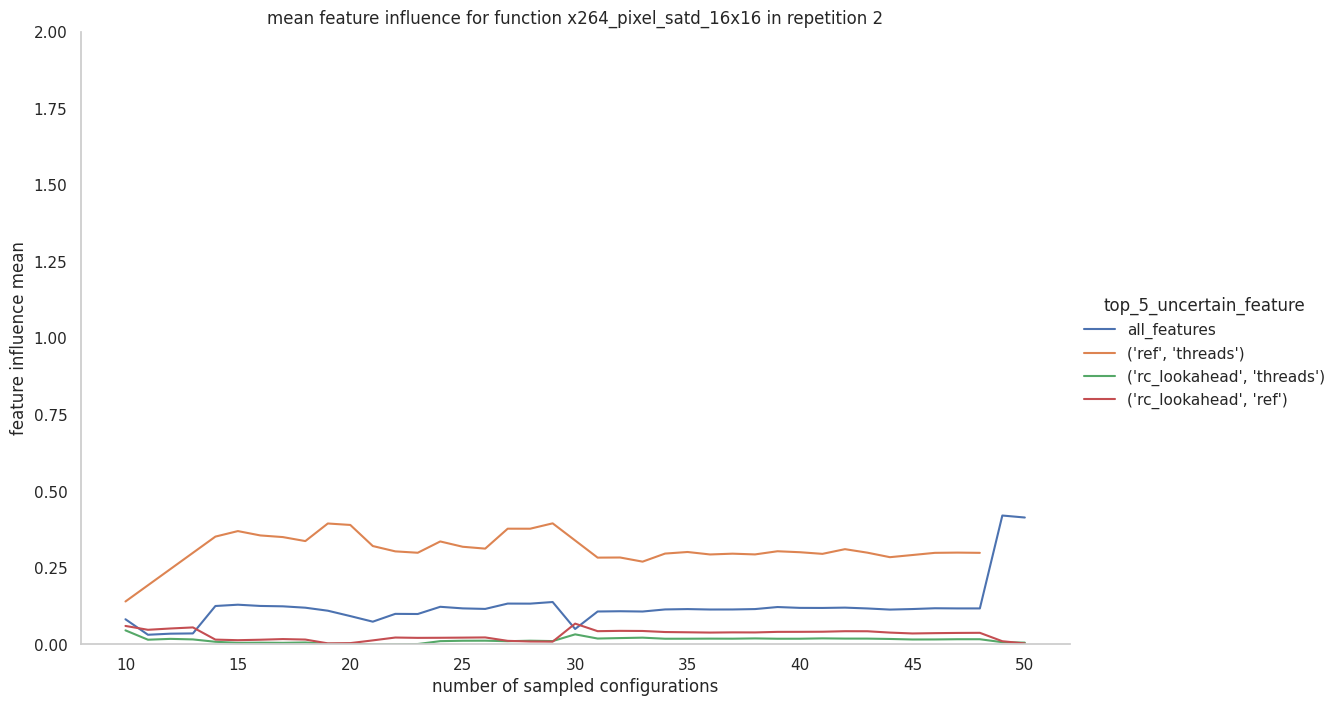 mean feature influence for function x264_pixel_satd_16x16 in repetition 2
2.00
1.75
1.50
1.25
1.00
0.75
0.50
0.25
0.00
feature influence mean
10 15 20 25 30 35 40 45 50
number of sampled configurations
top_5_uncertain_feature
all_features
('ref', 'threads')
('rc_lookahead', 'threads')
('rc_lookahead', 'ref')